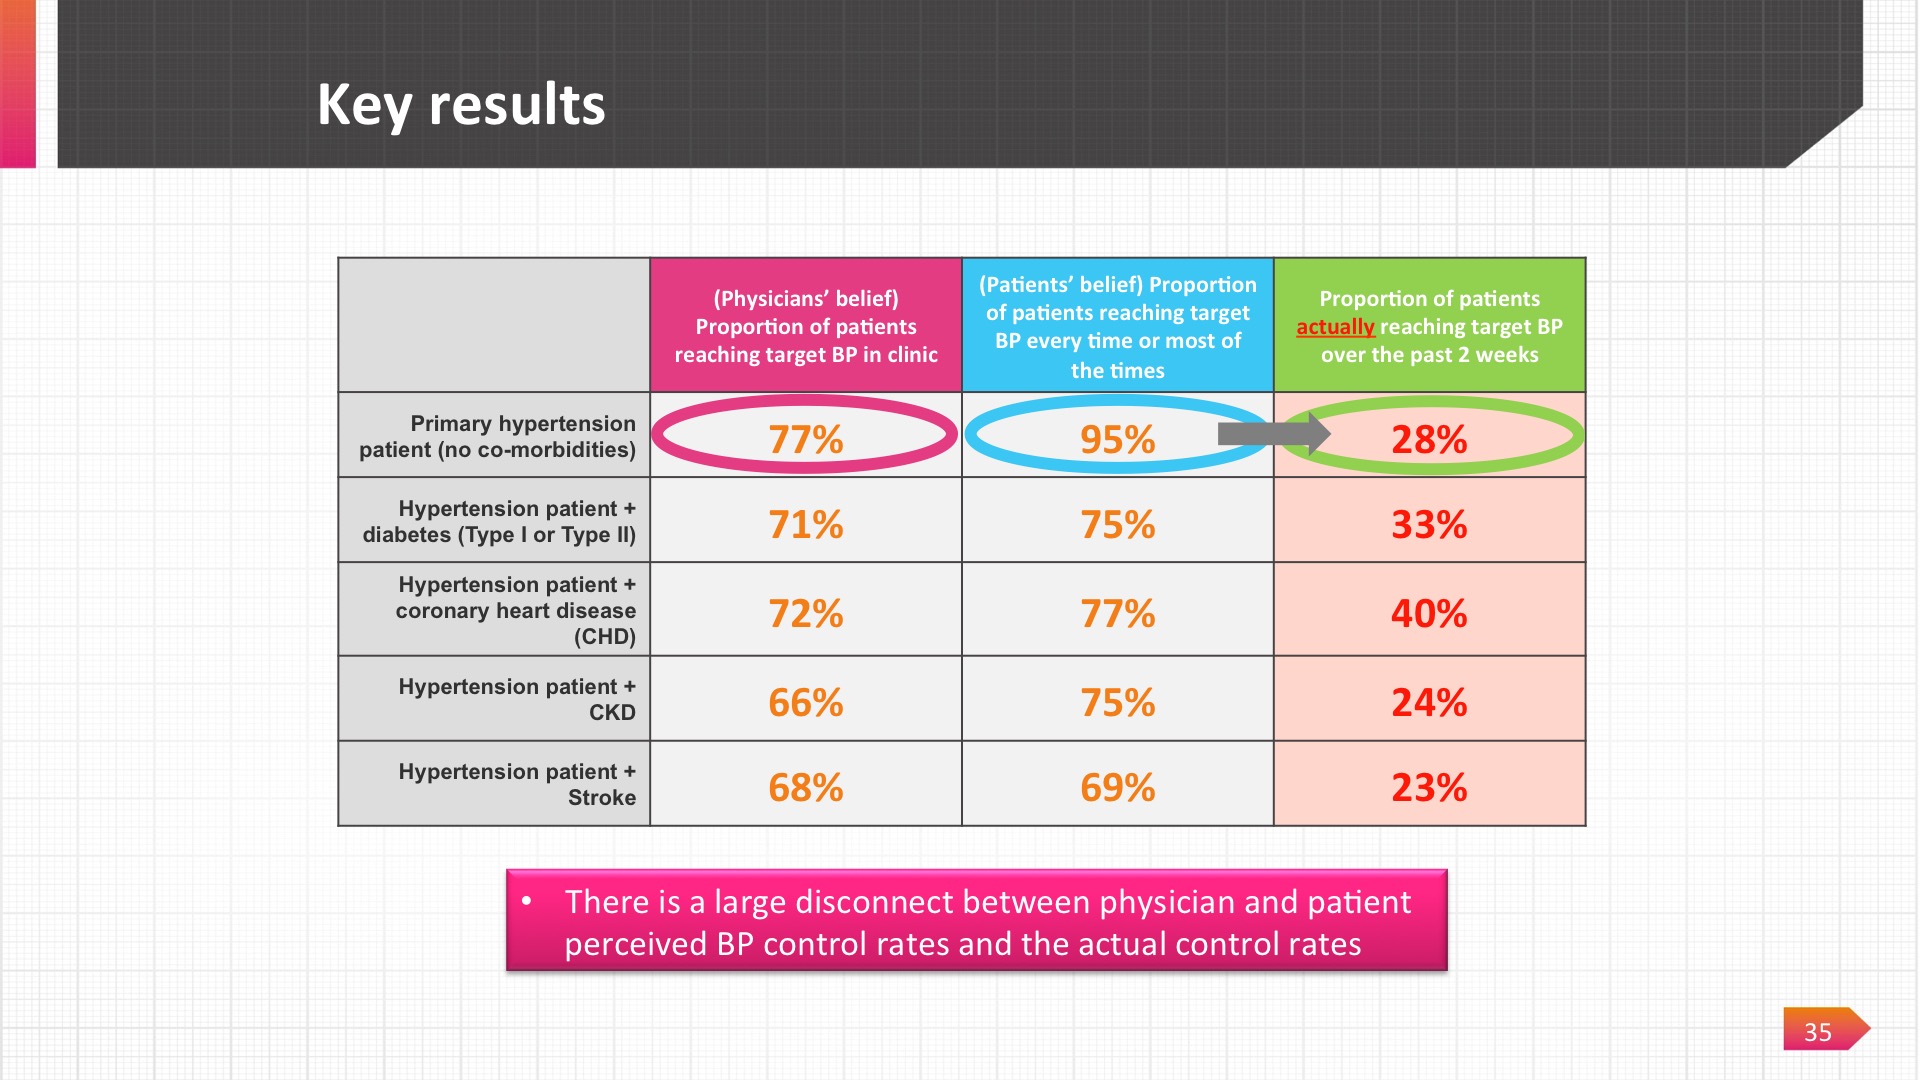 Key results
(Physicians’ belief)
Proportion of patients
reaching target BP in clinic
(Patients’ belief) Proportion
of patients reaching target
BP every time or most of
the times
Proportion of patients
actually reaching target BP
over the past 2 weeks
Primary hypertension
patient (no co-morbidities)
77%
95%
28%
Hypertension patient +
diabetes (Type I or Type II)
71%
75%
33%
Hypertension patient +
coronary heart disease
(CHD)
72%
77%
40%
Hypertension patient +
CKD
66%
75%
24%
Hypertension patient +
Stroke
68%
69%
23%
• There is a large disconnect between physician and patient
perceived BP control rates and the actual control rates
35